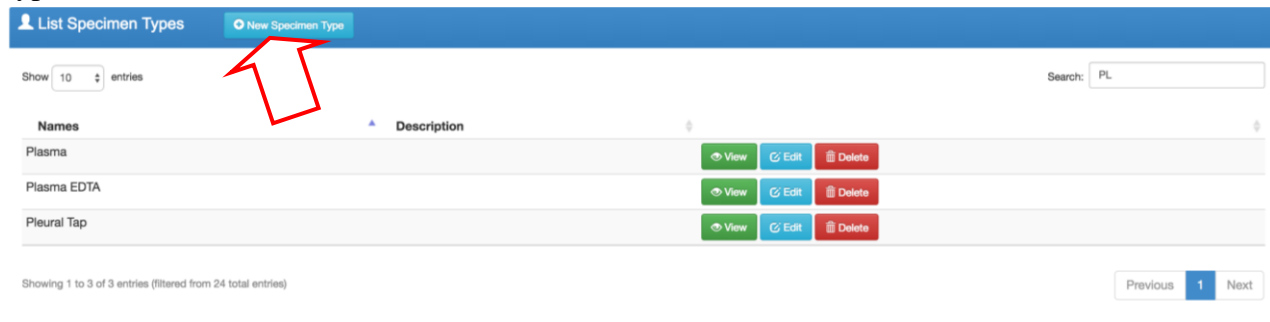 List Specimen Types New Specimen Type
Show 10 entries Search: PL
Names Description
Plasma View Edit Delete
Plasma EDTA View Edit Delete
Pleural Tap View Edit Delete
Showing 1 to 3 of 3 entries (filtered from 24 total entries) Previous 1 Next